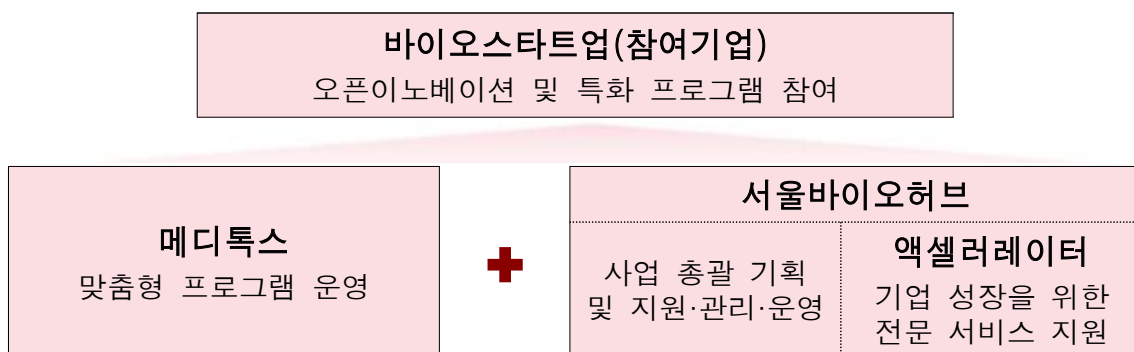 바이오스타트업(참여기업)
오픈이노베이션 및 특화 프로그램 참여
메디톡스
맞춤형 프로그램 운영
서울바이오허브
사업 총괄 기획
및 지원·관리·운영
액셀러레이터
기업 성장을 위한
전문 서비스 지원